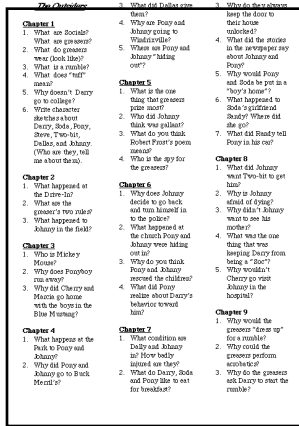 The Outsiders
Chapter 1
1. What are Socials?
What are greasers?
2. What do greasers
wear (look like)?
3. What is a rumble?
4. What does "tuff"
mean?
5. Why doesn't Darry
go to college?
6. Write character
sketches about
Darry, Soda, Pony,
Steve, Two-bit,
Dallas, and Johnny.
(Who are they, tell
me about them).
Chapter 2
1. What happened at
the Drive-In?
2. What are the
greaser's two rules?
3. What happened to
Johnny in the field?
Chapter 3
1. Who is Mickey
Mouse?
2. Why does Ponyboy
run away?
3. Why did Cherry and
Marcia go home
with the boys in the
Blue Mustang?
Chapter 4
1. What happens at the
Park to Pony and
Johnny?
2. Why did Pony and
Johnny go to Buck
Merril's?
3. What did Dallas give
them?
4. Why are Pony and
Johnny going to
Windrixville?
5. Where are Pony and
Johnny "hiding
out"?
Chapter 5
1. What is the one
thing that greasers
prize most?
2. Who did Johnny
think was gallant?
3. What do you think
Robert Frost's poem
means?
4. Who is the spy for
the greasers?
Chapter 6
1. Why does Johnny
decide to go back
and turn himself in
to the police?
2. What happened at
the church Pony and
Johnny were hiding
out in?
3. Why do you think
Pony and Johnny
rescued the children?
4. What did Pony
realize about Darry's
behavior toward
him?
Chapter 7
1. What condition are
Dally and Johnny
in? How badly
injured are they?
2. What do Darry, Soda
and Pony like to eat
for breakfast?
3. Why do they always
keep the door to
their house
unlocked?
4. What did the stories
in the newspaper say
about Johnny and
Pony?
5. Why would Pony
and Soda be put in a
"boy's home"?
6. What happened to
Soda's girlfriend
Sandy? Where did
she go?
7. What did Randy tell
Pony in his car?
Chapter 8
1. What did Johnny
want Two-bit to get
him?
2. Why is Johnny
afraid of dying?
3. Why didn't Johnny
want to see his
mother?
4. What was the one
thing that was
keeping Darry from
being a "Soc"?
5. Why wouldn't
Cherry go visit
Johnny in the
hospital?
Chapter 9
1. Why would the
greasers "dress up"
for a rumble?
2. Why could the
greasers perform
acrobatics?
3. Why do the greasers
ask Darry to start the
rumble?